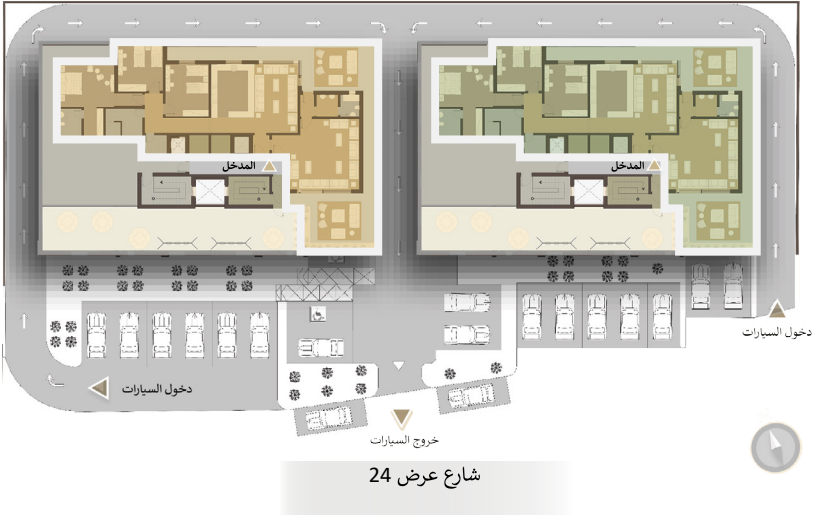 المدخل
المدخل
دخول السيارات
دخول السيارات
خروج السيارات
شارع عرض 24